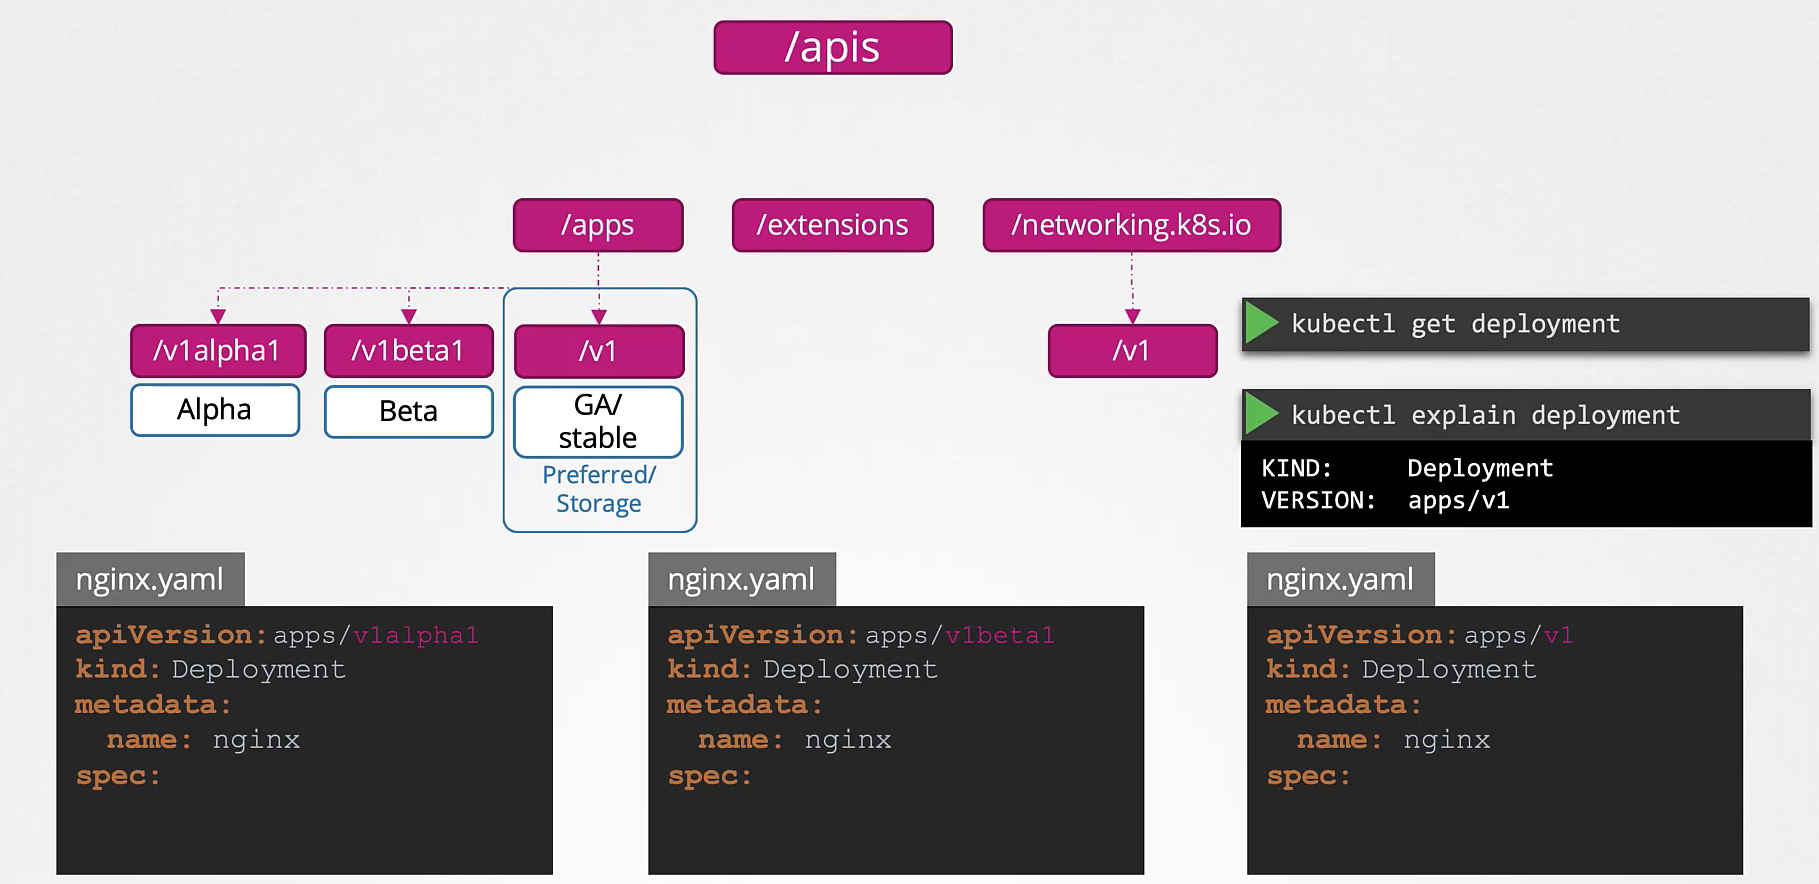 /apis
/apps
/extensions
/networking.k8s.io
/v1alpha1
/v1beta1
/v1
/v1
Alpha
Beta
GA/
stable
Preferred/
Storage
kubectl get deployment
kubectl explain deployment
KIND: Deployment
VERSION: apps/v1
nginx.yaml
apiVersion: apps/v1alpha1
kind: Deployment
metadata:
name: nginx
spec:
nginx.yaml
apiVersion: apps/v1beta1
kind: Deployment
metadata:
name: nginx
spec:
nginx.yaml
apiVersion: apps/v1
kind: Deployment
metadata:
name: nginx
spec: